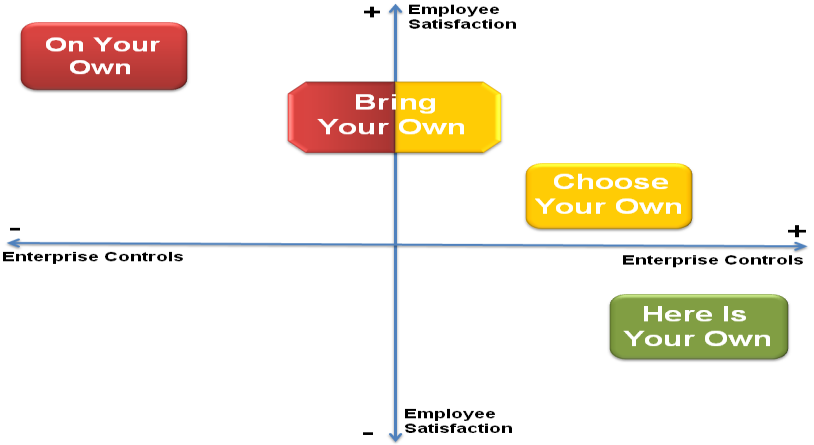 +
Employee
Satisfaction
On Your
Own
Bring
Your Own
Choose
Your Own
-
+
Enterprise Controls
Enterprise Controls
Here Is
Your Own
Employee
Satisfaction
-